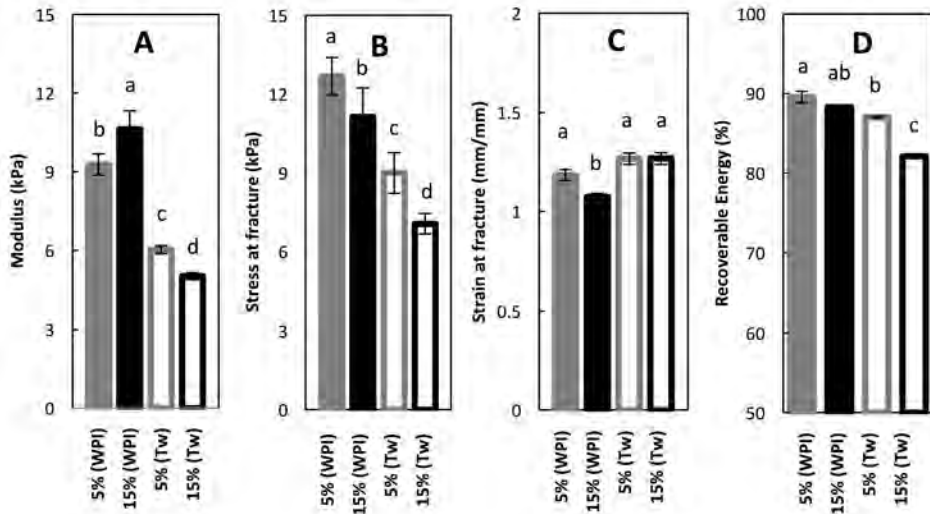 A
Modulus (kPa)
15
12
9
6
3
0
b
a
c
d
5% (WPI)
15% (WPI)
5% (Tw)
15% (Tw)
B
Stress at fracture (kPa)
15
12
9
6
3
0
a
b
c
d
5% (WPI)
15% (WPI)
5% (Tw)
15% (Tw)
C
Strain at fracture (mm/mm)
2
1.5
1
0.5
0
a
b
a
a
5% (WPI)
15% (WPI)
5% (Tw)
15% (Tw)
D
Recoverable Energy (%)
90
80
70
60
50
a
ab
b
c
5% (WPI)
15% (WPI)
5% (Tw)
15% (Tw)